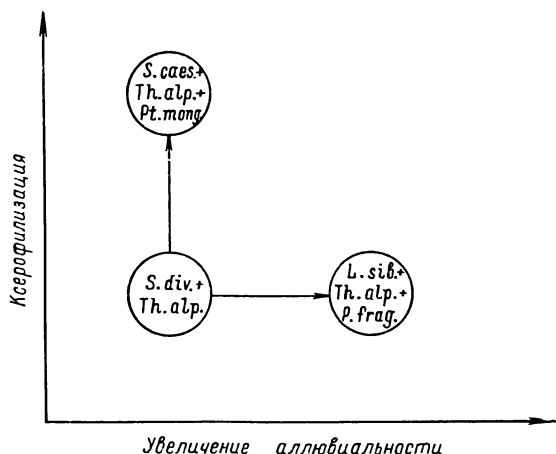 S. caes.+
Th. alp.+
Pt. mong
Ксерофилизация
S. div.+
Th. alp.
L. sib.+
Th. alp.+
P. frag.
Увеличение аллювиальности